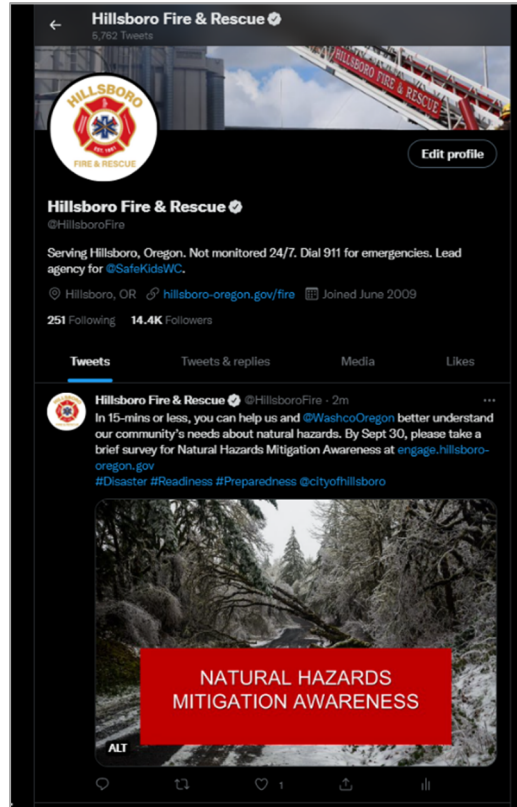 Hillsboro Fire & Rescue
5,762 Tweets
HILLSBORO FIRE & RESCUE
HILLSBORO
EST. 1881
FIRE & RESCUE
Edit profile
Hillsboro Fire & Rescue
@HillsboroFire
Serving Hillsboro, Oregon. Not monitored 24/7. Dial 911 for emergencies. Lead
agency for @SafeKidsWC.
Hillsboro, OR hillsboro-oregon.gov/fire Joined June 2009
251 Following 14.4K Followers
Tweets Tweets & replies Media Likes
Hillsboro Fire & Rescue @HillsboroFire · 2m
In 15-mins or less, you can help us and @WashcoOregon better understand
our community's needs about natural hazards. By Sept 30, please take a
brief survey for Natural Hazards Mitigation Awareness at engage.hillsboro-
oregon.gov
#Disaster #Readiness #Preparedness @cityofhillsboro
NATURAL HAZARDS
MITIGATION AWARENESS
ALT
1